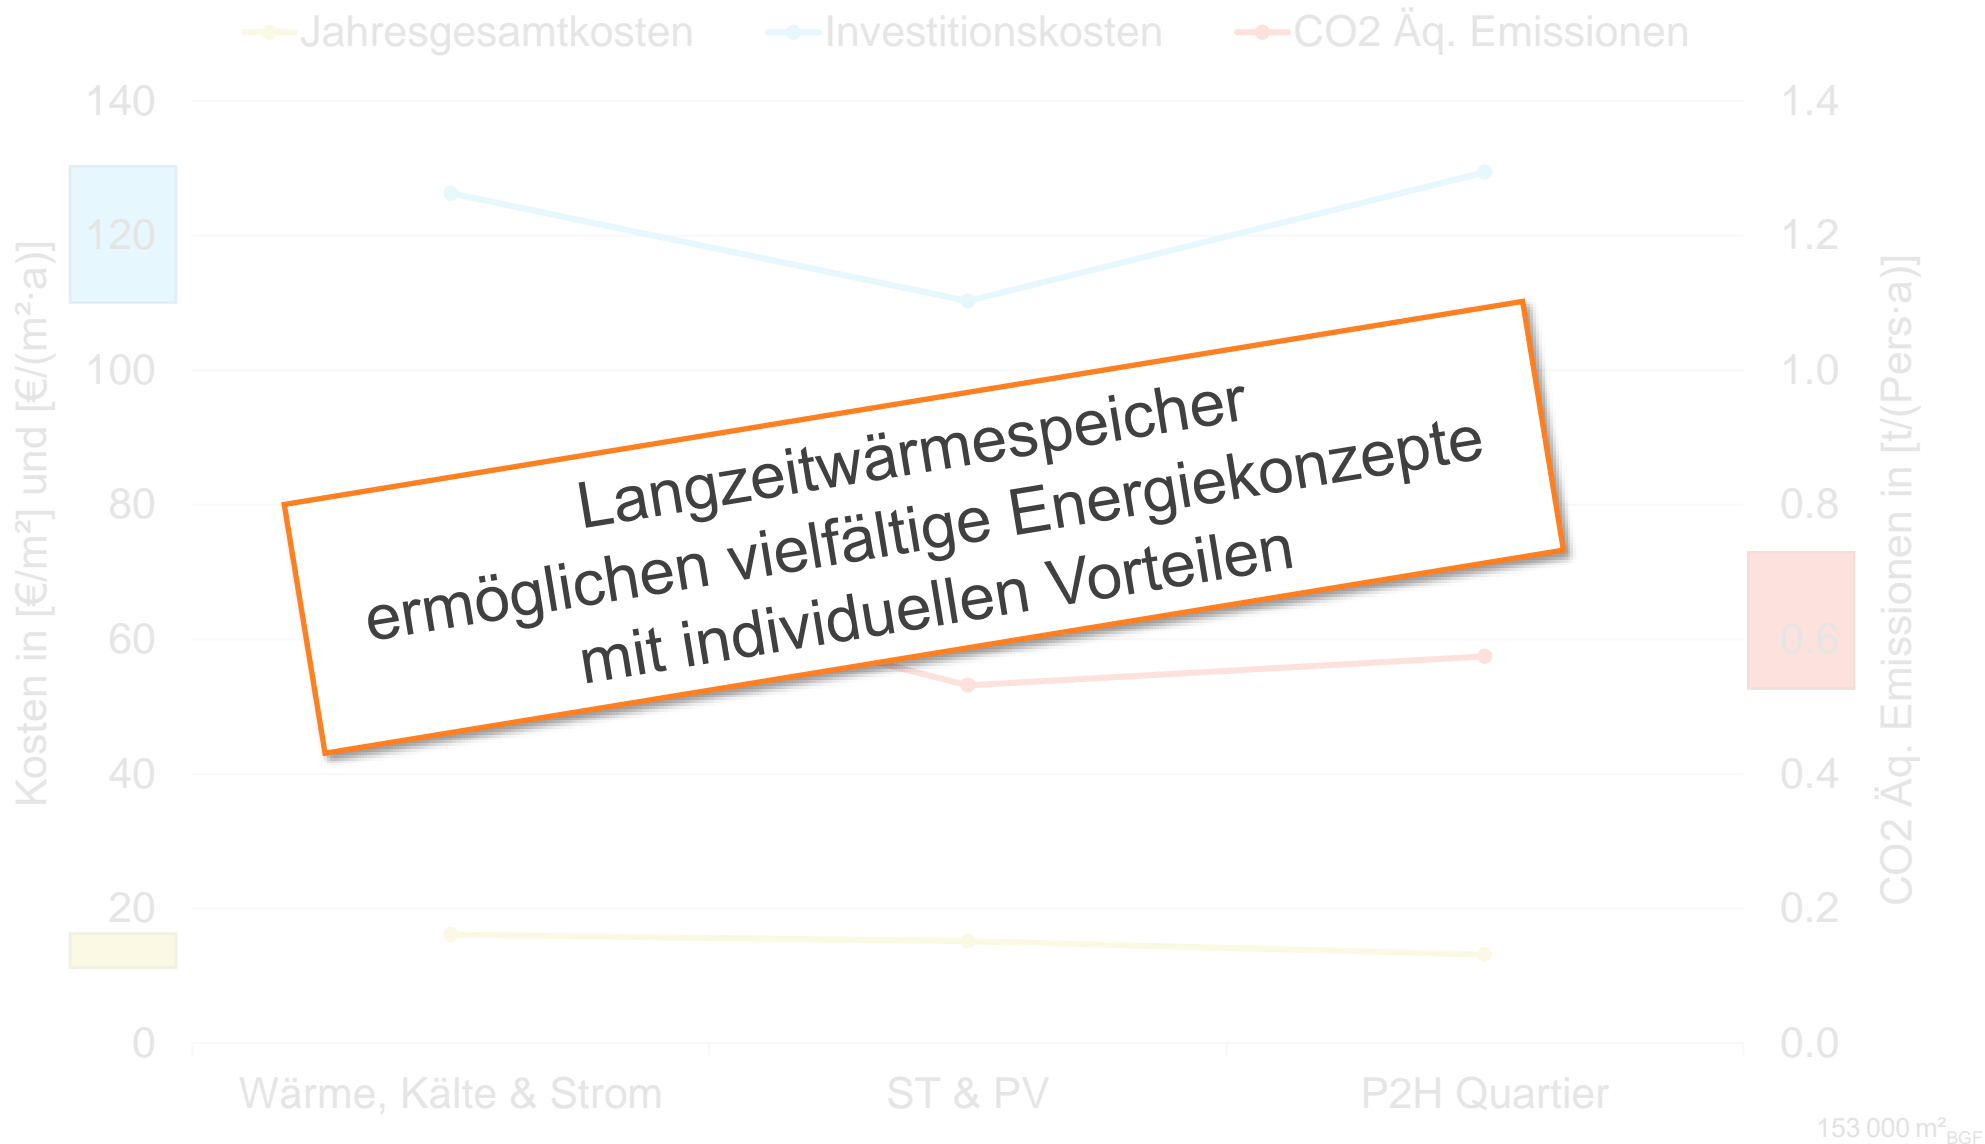 Jahresgesamtkosten Investitionskosten CO2 Äq. Emissionen
140
120
100
80
60
40
20
0
Kosten in [€/m²] und [€/(m²·a)]
1.4
1.2
1.0
0.8
0.6
0.4
0.2
0.0
CO2 Äq. Emissionen in [t/(Pers·a)]
Langzeitwärmespeicher
ermöglichen vielfältige Energiekonzepte
mit individuellen Vorteilen
Wärme, Kälte & Strom ST & PV P2H Quartier
153 000 m²BGF